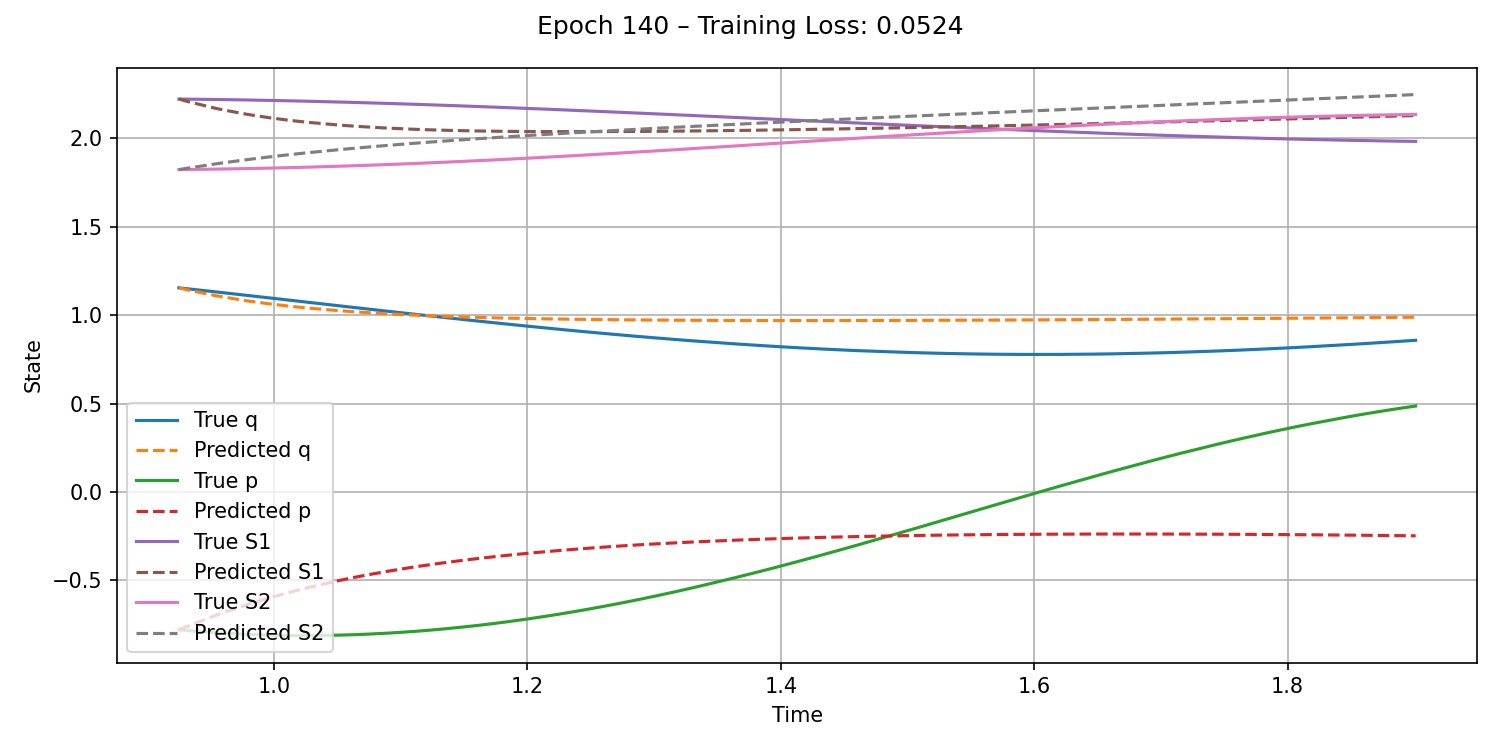 Epoch 140 – Training Loss: 0.0524
State
2.0
1.5
1.0
0.5
0.0
−0.5
True q
Predicted q
True p
Predicted p
True S1
Predicted S1
True S2
Predicted S2
1.0 1.2 1.4 1.6 1.8
Time